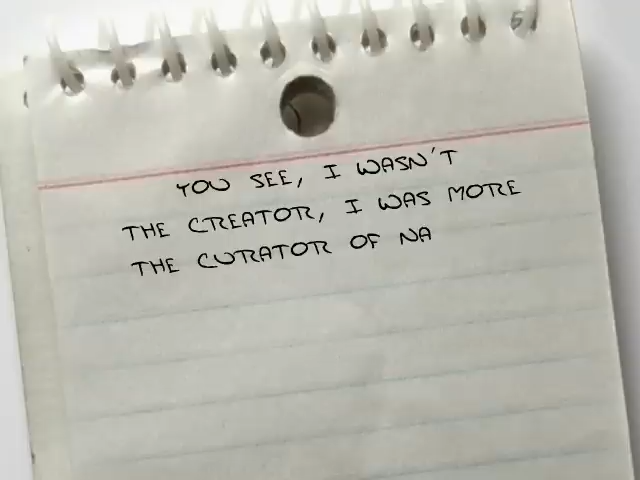 YOU SEE, I WASN'T
THE CREATOR, I WAS MORE
THE CURATOR OF NA